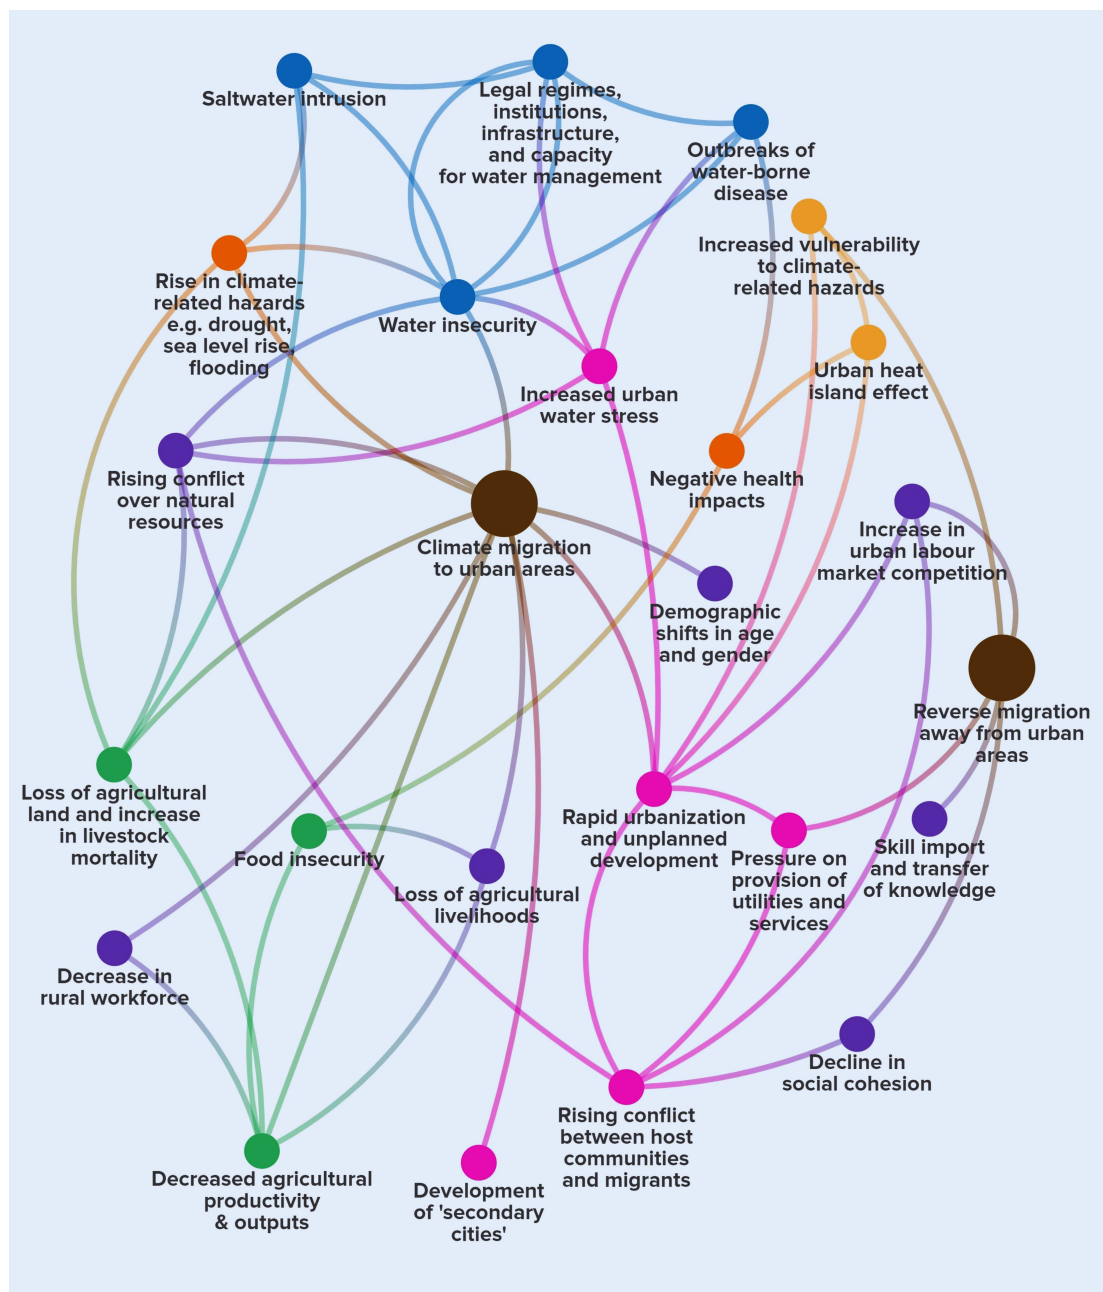 Saltwater intrusion
Legal regimes,
institutions,
infrastructure,
and capacity
for water management
Outbreaks of
water-borne
disease
Increased vulnerability
to climate-
related hazards
Rise in climate-
related hazards
e.g. drought,
sea level rise,
flooding
Water insecurity
Increased urban
water stress
Urban heat
island effect
Rising conflict
over natural
resources
Negative health
impacts
Climate migration
to urban areas
Increase in
urban labour
market competition
Demographic
shifts in age
and gender
Reverse migration
away from urban
areas
Loss of agricultural
land and increase
in livestock
mortality
Food insecurity
Loss of agricultural
livelihoods
Rapid urbanization
and unplanned
development
Pressure on
provision of
utilities and
services
Skill import
and transfer
of knowledge
Decrease in
rural workforce
Decline in
social cohesion
Rising conflict
between host
communities
and migrants
Decreased agricultural
productivity
& outputs
Development
of 'secondary
cities'